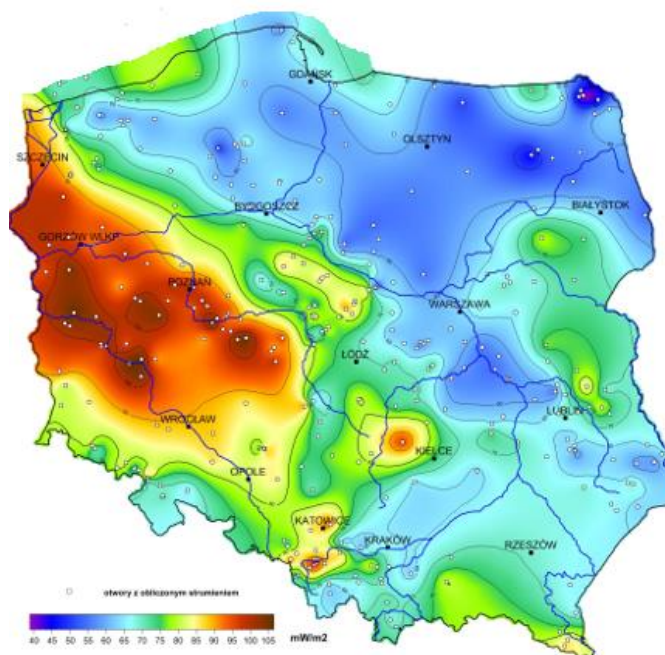 GDAŃSK
OLSZTYN
SZCZECIN
BIAŁYSTOK
BYDGOSZCZ
GORZÓW WLKP
POZNAŃ
WARSZAWA
ŁÓDŹ
LUBLIN
WROCŁAW
KIELCE
OPOLE
KATOWICE
KRAKÓW
RZESZÓW
otwory z obliczonym strumieniem
40 45 50 55 60 65 70 75 80 85 90 95 100 105 mW/m2